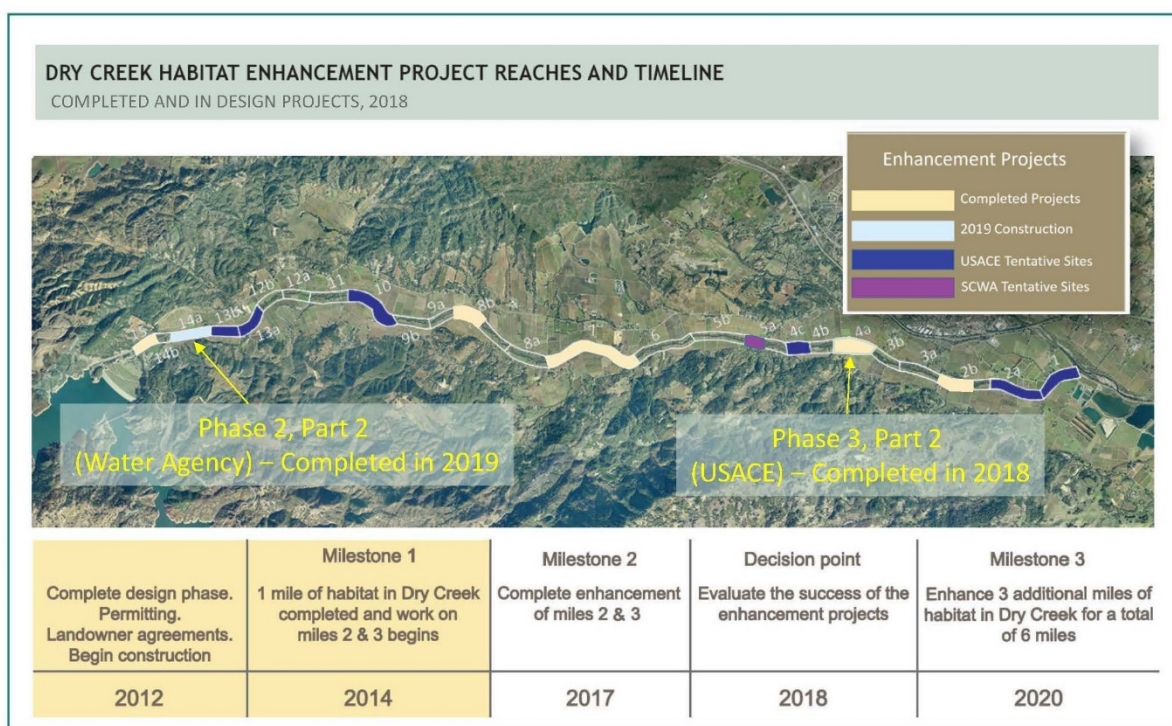 DRY CREEK HABITAT ENHANCEMENT PROJECT REACHES AND TIMELINE
COMPLETED AND IN DESIGN PROJECTS, 2018
Enhancement Projects
Completed Projects
2019 Construction
USACE Tentative Sites
SCWA Tentative Sites
15
14b
14a
13b
13a
12b
12a
11
10
9b
9a
8b
8a
7
6
5b
5a
4c
4b
4a
3b
3a
2b
2a
Phase 2, Part 2
(Water Agency) – Completed in 2019
Phase 3, Part 2
(USACE) – Completed in 2018
Complete design phase.
Permitting.
Landowner agreements.
Begin construction
2012
Milestone 1
1 mile of habitat in Dry Creek
completed and work on
miles 2 & 3 begins
2014
Milestone 2
Complete enhancement
of miles 2 & 3
2017
Decision point
Evaluate the success of the
enhancement projects
2018
Milestone 3
Enhance 3 additional miles of
habitat in Dry Creek for a total
of 6 miles
2020